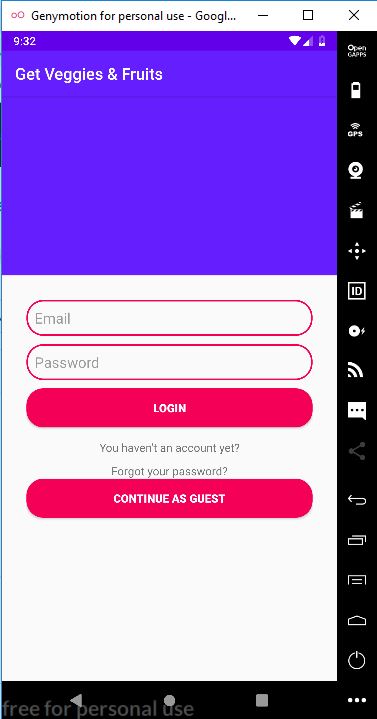 Genymotion for personal use - Googl...
9:32
Open
GAPPS
Get Veggies & Fruits
GPS
ID
Email
Password
LOGIN
You haven't an account yet?
Forgot your password?
CONTINUE AS GUEST
free for personal use